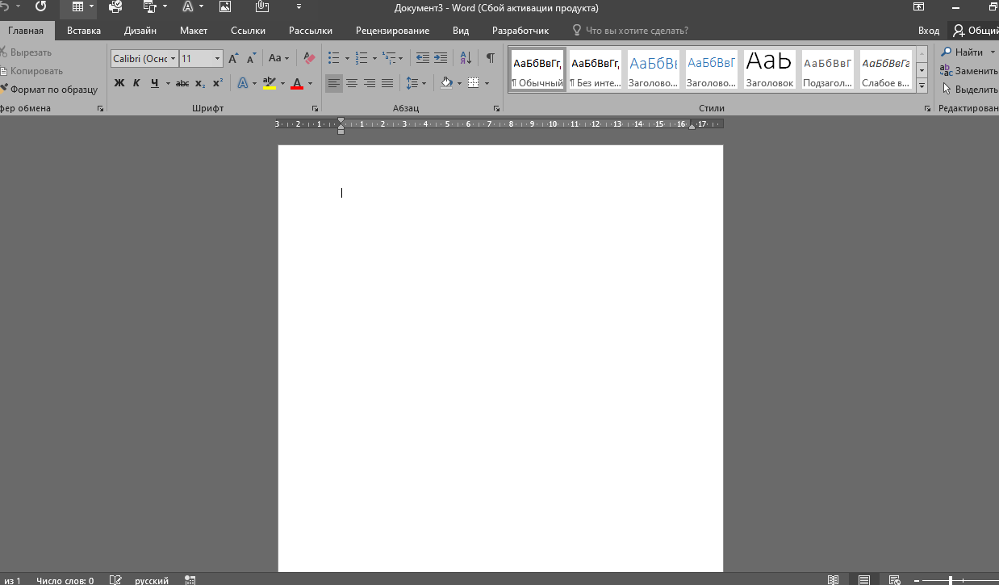 Документ3 - Word (Сбой активации продукта)
Главная Вставка Дизайн Макет Ссылки Рассылки Рецензирование Вид Разработчик Что вы хотите сделать? Вход Общий
Вырезать
Копировать
Формат по образцу
фер обмена
Calibri (Оснс 11 Aa
Ж К Ч abc x₂ x²
Шрифт
Абзац
АаБбВвГг, АаБбВвГг, АаБбВв АаБбВвГ АаЬ АаБбВвГ АаБбВвГг
¶ Обычный ¶ Без инте... Заголово... Заголово... Заголовок Подзагол... Слабое в...
Стили
Найти
Заменить
Выделить
Редактирован
3 2 1 1 2 3 4 5 6 7 8 9 10 11 12 13 14 15 16 17
из 1 Число слов: 0 русский